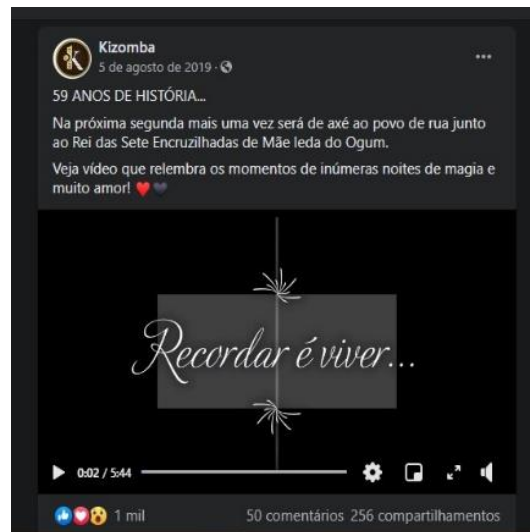 Kizomba
5 de agosto de 2019 ·
59 ANOS DE HISTÓRIA...
Na próxima segunda mais uma vez será de axé ao povo de rua junto
ao Rei das Sete Encruzilhadas de Mãe Ieda do Ogum.
Veja vídeo que relembra os momentos de inúmeras noites de magia e
muito amor! ❤️🖤
Recordar é viver...
0:02 / 5:44
1 mil 50 comentários 256 compartilhamentos